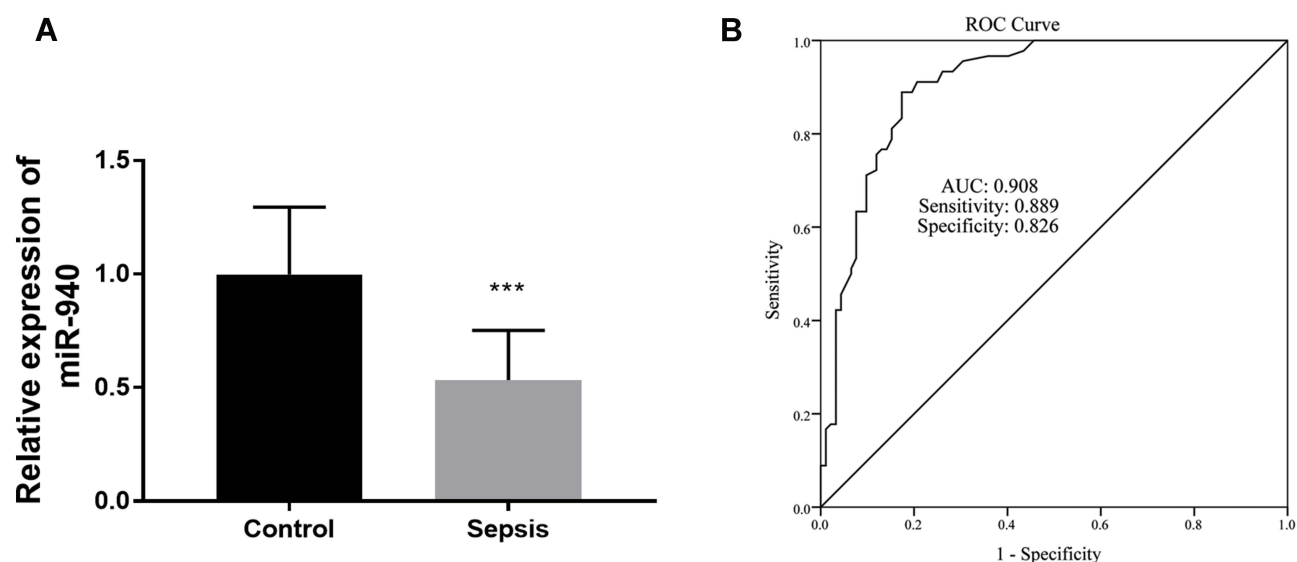 A
Relative expression of
miR-940
1.5
1.0
0.5
0.0
***
Control
Sepsis
B
ROC Curve
Sensitivity
1.0
0.8
0.6
0.4
0.2
0.0
AUC: 0.908
Sensitivity: 0.889
Specificity: 0.826
0.0
0.2
0.4
0.6
0.8
1.0
1 - Specificity